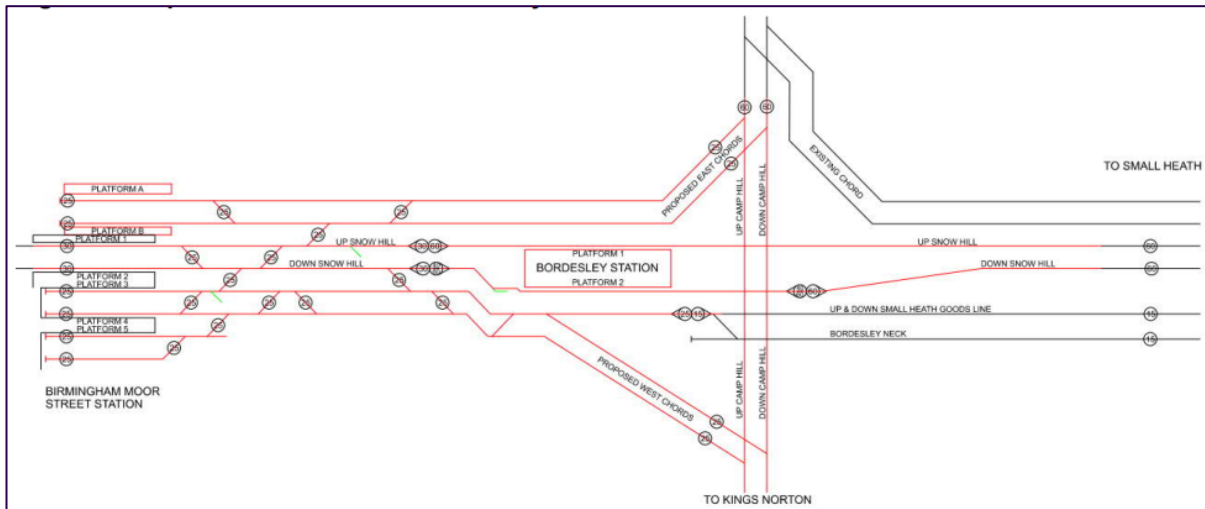 PLATFORM A
25
25
25
PLATFORM B
25
25
PLATFORM 1
30
25
UP SNOW HILL
30
60
25
30
DOWN SNOW HILL
30
25
25
PLATFORM 2
PLATFORM 3
25
25
25
25
25
25
PLATFORM 4
PLATFORM 5
25
25
25
25
BIRMINGHAM MOOR
STREET STATION
PLATFORM 1
BORDESLEY STATION
PLATFORM 2
60
60
25
25
PROPOSED EAST CHORDS
UP CAMP HILL
DOWN CAMP HILL
EXISTING CHORD
TO SMALL HEATH
UP SNOW HILL
60
DOWN SNOW HILL
60
60
25
15
UP & DOWN SMALL HEATH GOODS LINE
15
BORDESLEY NECK
15
PROPOSED WEST CHORDS
25
25
UP CAMP HILL
DOWN CAMP HILL
TO KINGS NORTON